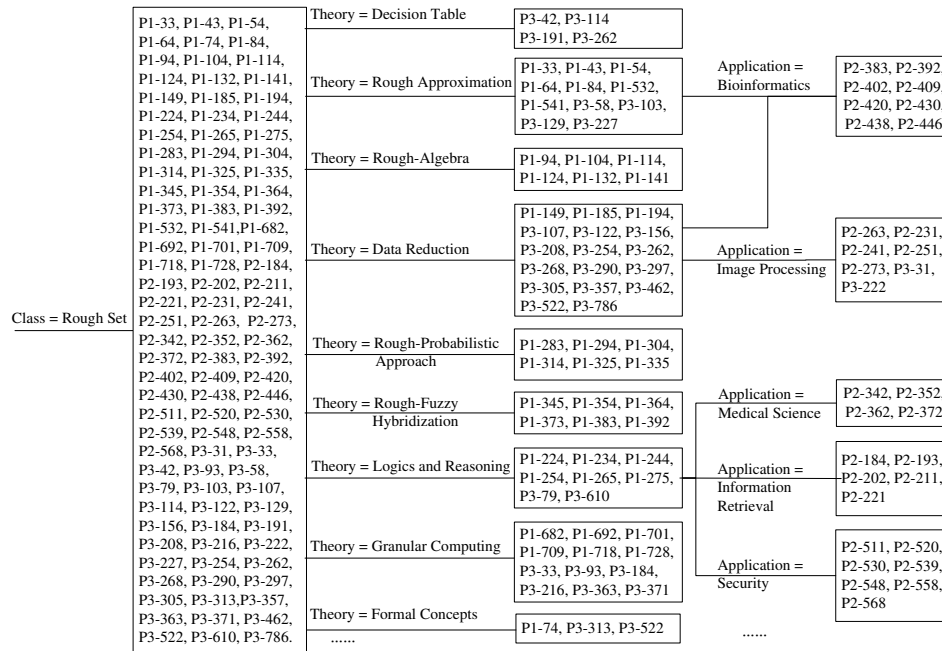 Class = Rough Set
P1-33, P1-43, P1-54,
P1-64, P1-74, P1-84,
P1-94, P1-104, P1-114,
P1-124, P1-132, P1-141,
P1-149, P1-185, P1-194,
P1-224, P1-234, P1-244,
P1-254, P1-265, P1-275,
P1-283, P1-294, P1-304,
P1-314, P1-325, P1-335,
P1-345, P1-354, P1-364,
P1-373, P1-383, P1-392,
P1-532, P1-541,P1-682,
P1-692, P1-701, P1-709,
P1-718, P1-728, P2-184,
P2-193, P2-202, P2-211,
P2-221, P2-231, P2-241,
P2-251, P2-263, P2-273,
P2-342, P2-352, P2-362,
P2-372, P2-383, P2-392,
P2-402, P2-409, P2-420,
P2-430, P2-438, P2-446,
P2-511, P2-520, P2-530,
P2-539, P2-548, P2-558,
P2-568, P3-31, P3-33,
P3-42, P3-93, P3-58,
P3-79, P3-103, P3-107,
P3-114, P3-122, P3-129,
P3-156, P3-184, P3-191,
P3-208, P3-216, P3-222,
P3-227, P3-254, P3-262,
P3-268, P3-290, P3-297,
P3-305, P3-313,P3-357,
P3-363, P3-371, P3-462,
P3-522, P3-610, P3-786.
Theory = Decision Table
P3-42, P3-114
P3-191, P3-262
Theory = Rough Approximation
P1-33, P1-43, P1-54,
P1-64, P1-84, P1-532,
P1-541, P3-58, P3-103,
P3-129, P3-227
Theory = Rough-Algebra
P1-94, P1-104, P1-114,
P1-124, P1-132, P1-141
Theory = Data Reduction
P1-149, P1-185, P1-194,
P3-107, P3-122, P3-156,
P3-208, P3-254, P3-262,
P3-268, P3-290, P3-297,
P3-305, P3-357, P3-462,
P3-522, P3-786
Theory = Rough-Probabilistic
Approach
P1-283, P1-294, P1-304,
P1-314, P1-325, P1-335
Theory = Rough-Fuzzy
Hybridization
P1-345, P1-354, P1-364,
P1-373, P1-383, P1-392
Theory = Logics and Reasoning
P1-224, P1-234, P1-244,
P1-254, P1-265, P1-275,
P3-79, P3-610
Theory = Granular Computing
P1-682, P1-692, P1-701,
P1-709, P1-718, P1-728,
P3-33, P3-93, P3-184,
P3-216, P3-363, P3-371
Theory = Formal Concepts
P1-74, P3-313, P3-522
......
Application =
Bioinformatics
P2-383, P2-392,
P2-402, P2-409,
P2-420, P2-430,
P2-438, P2-446
Application =
Image Processing
P2-263, P2-231,
P2-241, P2-251,
P2-273, P3-31,
P3-222
Application =
Medical Science
P2-342, P2-352,
P2-362, P2-372
Application =
Information
Retrieval
P2-184, P2-193,
P2-202, P2-211,
P2-221
Application =
Security
P2-511, P2-520,
P2-530, P2-539,
P2-548, P2-558,
P2-568
......